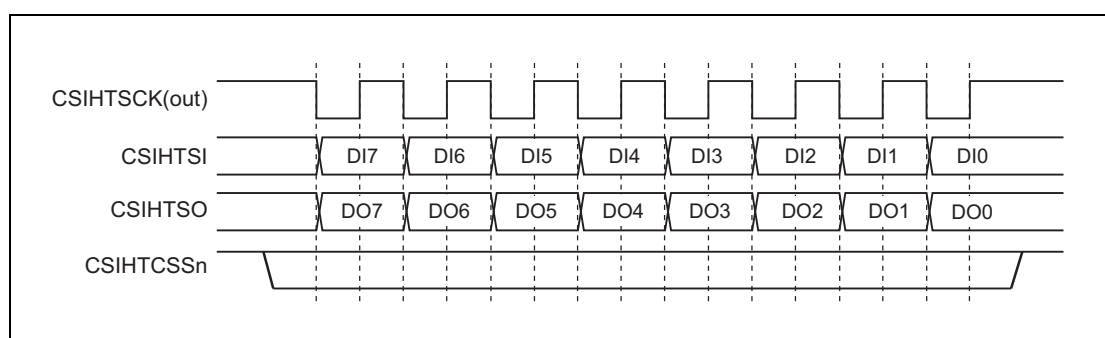 CSIHTSCK(out)
CSIHTSI DI7 DI6 DI5 DI4 DI3 DI2 DI1 DI0
CSIHTSO DO7 DO6 DO5 DO4 DO3 DO2 DO1 DO0
CSIHTCSSn